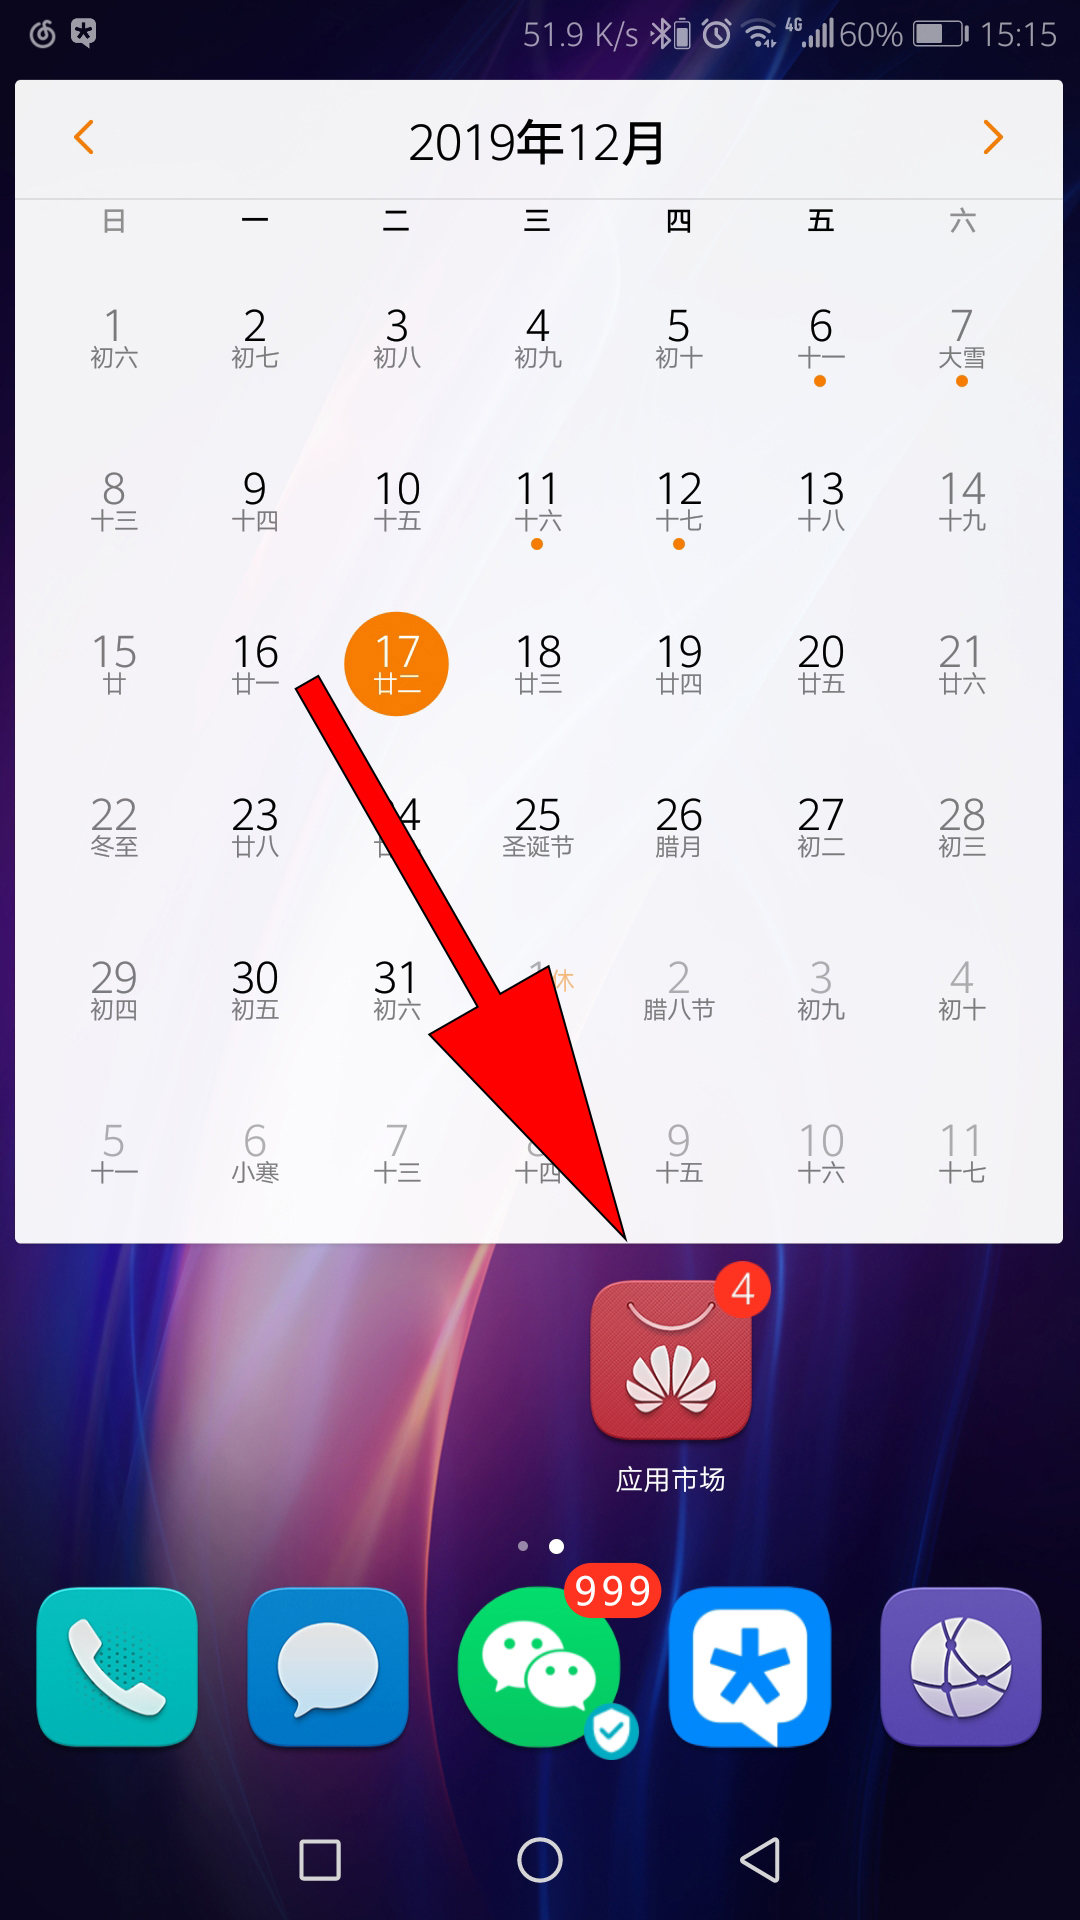 51.9 K/s 4G 60% 15:15
2019年12月
日 一 二 三 四 五 六
1 2 3 4 5 6 7
初六 初七 初八 初九 初十 十一 大雪
8 9 10 11 12 13 14
十三 十四 十五 十六 十七 十八 十九
15 16 17 18 19 20 21
廿 廿一 廿二 廿三 廿四 廿五 廿六
22 23 4 25 26 27 28
冬至 廿八 圣诞节 腊月 初二 初三
29 30 31 1 休 2 3 4
初四 初五 初六 腊八节 初九 初十
5 6 7 8 9 10 11
十一 小寒 十三 十四 十五 十六 十七
4
应用市场
999